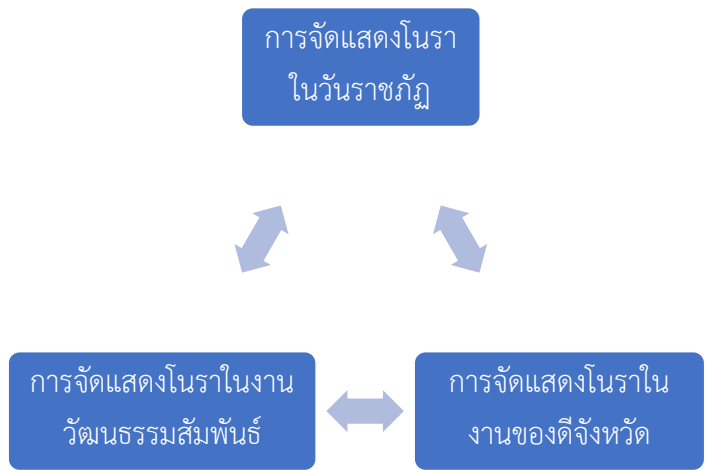 การจัดแสดงโนรา
ในวันราชภัฏ
การจัดแสดงโนราในงาน
วัฒนธรรมสัมพันธ์
การจัดแสดงโนราใน
งานของดีจังหวัด